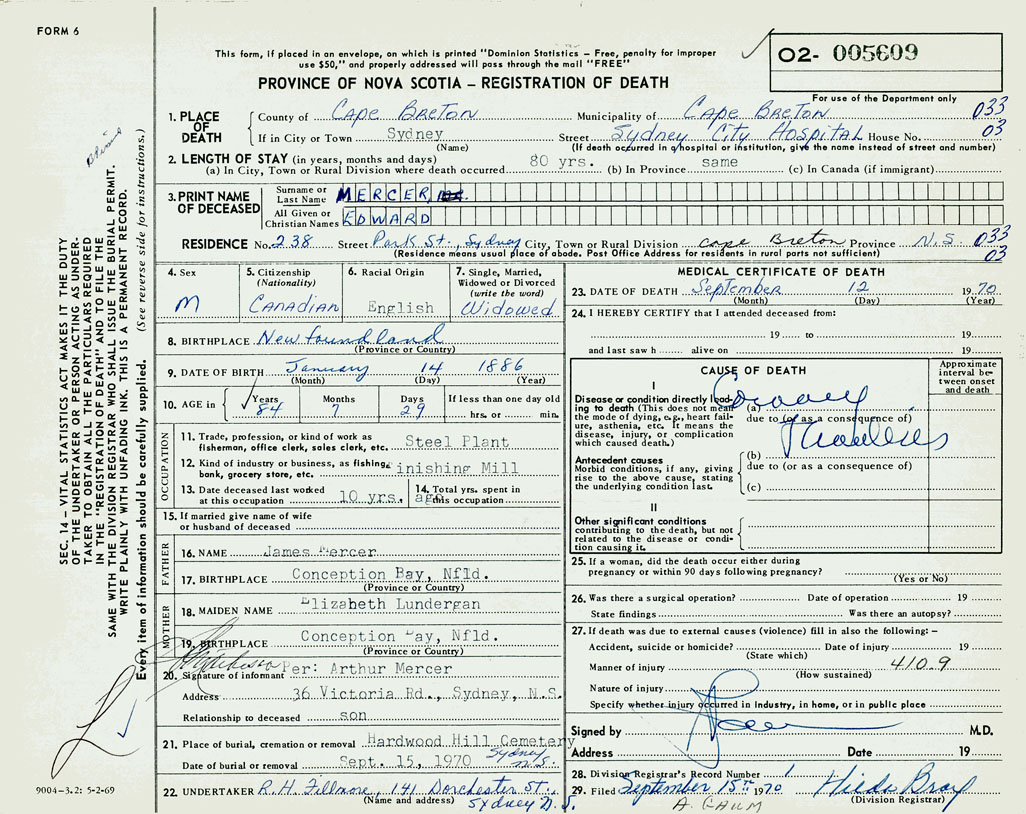 FORM 6
This form, if placed in an envelope, on which is printed "Dominion Statistics – Free, penalty for improper
use $50," and properly addressed will pass through the mail "FREE"
02- 005609
For use of the Department only
PROVINCE OF NOVA SCOTIA – REGISTRATION OF DEATH
1. PLACE OF DEATH
County of CAPE BRETON Municipality of CAPE BRETON 033
If in City or Town Sydney Street Sydney City Hospital House No. 03
(Name) (If death occurred in a hospital or institution, give the name instead of street and number)
2. LENGTH OF STAY (in years, months and days)
(a) In City, Town or Rural Division where death occurred 80 yrs. (b) In Province same (c) In Canada (if immigrant)
3. PRINT NAME OF DECEASED
Surname or Last Name MERCER,
All Given or Christian Names EDWARD
RESIDENCE No. 238 Street Park St., Sydney City, Town or Rural Division Cape Breton Province N.S. 033
(Residence means usual place of abode. Post Office Address for residents in rural parts not sufficient) 03
4. Sex M
5. Citizenship (Nationality) Canadian
6. Racial Origin English
7. Single, Married, Widowed or Divorced (write the word) Widowed
8. BIRTHPLACE Newfoundland
(Province or Country)
9. DATE OF BIRTH January 14 1886
(Month) (Day) (Year)
10. AGE in Years 84 Months 7 Days 29 If less than one day old hrs. or min.
OCCUPATION
11. Trade, profession, or kind of work as fisherman, office clerk, sales clerk, etc. Steel Plant
12. Kind of industry or business, as fishing, bank, grocery store, etc. inishing Mill
13. Date deceased last worked at this occupation 10 yrs. ago
14. Total yrs. spent in this occupation
15. If married give name of wife or husband of deceased
FATHER
16. NAME James Mercer
17. BIRTHPLACE Conception Bay, Nfld.
(Province or Country)
MOTHER
18. MAIDEN NAME Elizabeth Lundergan
19. BIRTHPLACE Conception Bay, Nfld.
(Province or Country)
20. Signature of informant Per: Arthur Mercer
Address 36 Victoria Rd., Sydney, N.S.
Relationship to deceased son
21. Place of burial, cremation or removal Hardwood Hill Cemetery
Sydney N.S.
Date of burial or removal Sept. 15, 1970
22. UNDERTAKER R.H. Fillmore, 141 Dorchester St.,
(Name and address) Sydney N.S.
MEDICAL CERTIFICATE OF DEATH
23. DATE OF DEATH September 12 1970
(Month) (Day) (Year)
24. I HEREBY CERTIFY that I attended deceased from:
19 to 19
and last saw h alive on 19
CAUSE OF DEATH
Approximate interval between onset and death
I
Disease or condition directly leading to death (This does not mean the mode of dying, e.g., heart failure, asthenia, etc. It means the disease, injury, or complication which caused death.)
(a) Coronary
due to (or as a consequence of)
Antecedent causes
Morbid conditions, if any, giving rise to the above cause, stating the underlying condition last.
(b)
due to (or as a consequence of)
(c)
II
Other significant conditions contributing to the death, but not related to the disease or condition causing it.
25. If a woman, did the death occur either during
pregnancy or within 90 days following pregnancy?
(Yes or No)
26. Was there a surgical operation? Date of operation 19
State findings Was there an autopsy?
27. If death was due to external causes (violence) fill in also the following: –
Accident, suicide or homicide? Date of injury 19
(State which)
Manner of injury 410.9
(How sustained)
Nature of injury
Specify whether injury occurred in industry, in home, or in public place
Signed by M.D.
Address Date 19
28. Division Registrar's Record Number 1
29. Filed September 15th 1970 Hilda Bray
(Division Registrar)
SEC. 14 – VITAL STATISTICS ACT MAKES IT THE DUTY
OF THE UNDERTAKER OR PERSON ACTING AS UNDER-
TAKER TO OBTAIN ALL THE PARTICULARS REQUIRED
IN THE "REGISTRATION OF DEATH" AND TO FILE THE
SAME WITH THE DIVISION REGISTRAR WHO SHALL ISSUE THE BURIAL PERMIT.
WRITE PLAINLY WITH UNFADING INK. THIS IS A PERMANENT RECORD.
Every item of information should be carefully supplied. (See reverse side for instructions.)
9004-3.2: 5-2-69